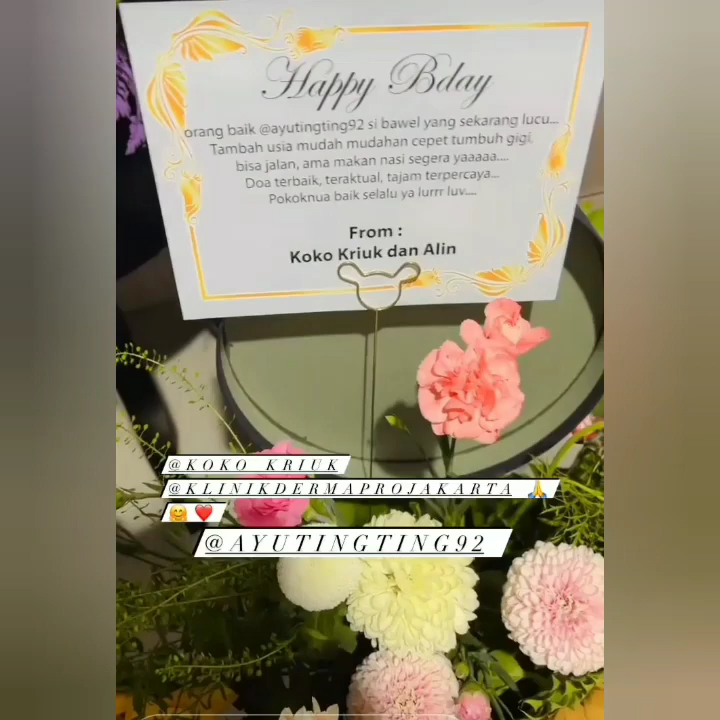 Happy Bday
orang baik @ayutingting92 si bawel yang sekarang lucu...
Tambah usia mudah mudahan cepet tumbuh gigi,
bisa jalan, ama makan nasi segera yaaaaa....
Doa terbaik, teraktual, tajam terpercaya...
Pokoknua baik selalu ya lurrr luv....
From :
Koko Kriuk dan Alin
@KOKO_KRIUK
@KLINIKDERMAPROJAKARTA 🙏
🤗 ❤️
@AYUTINGTING92